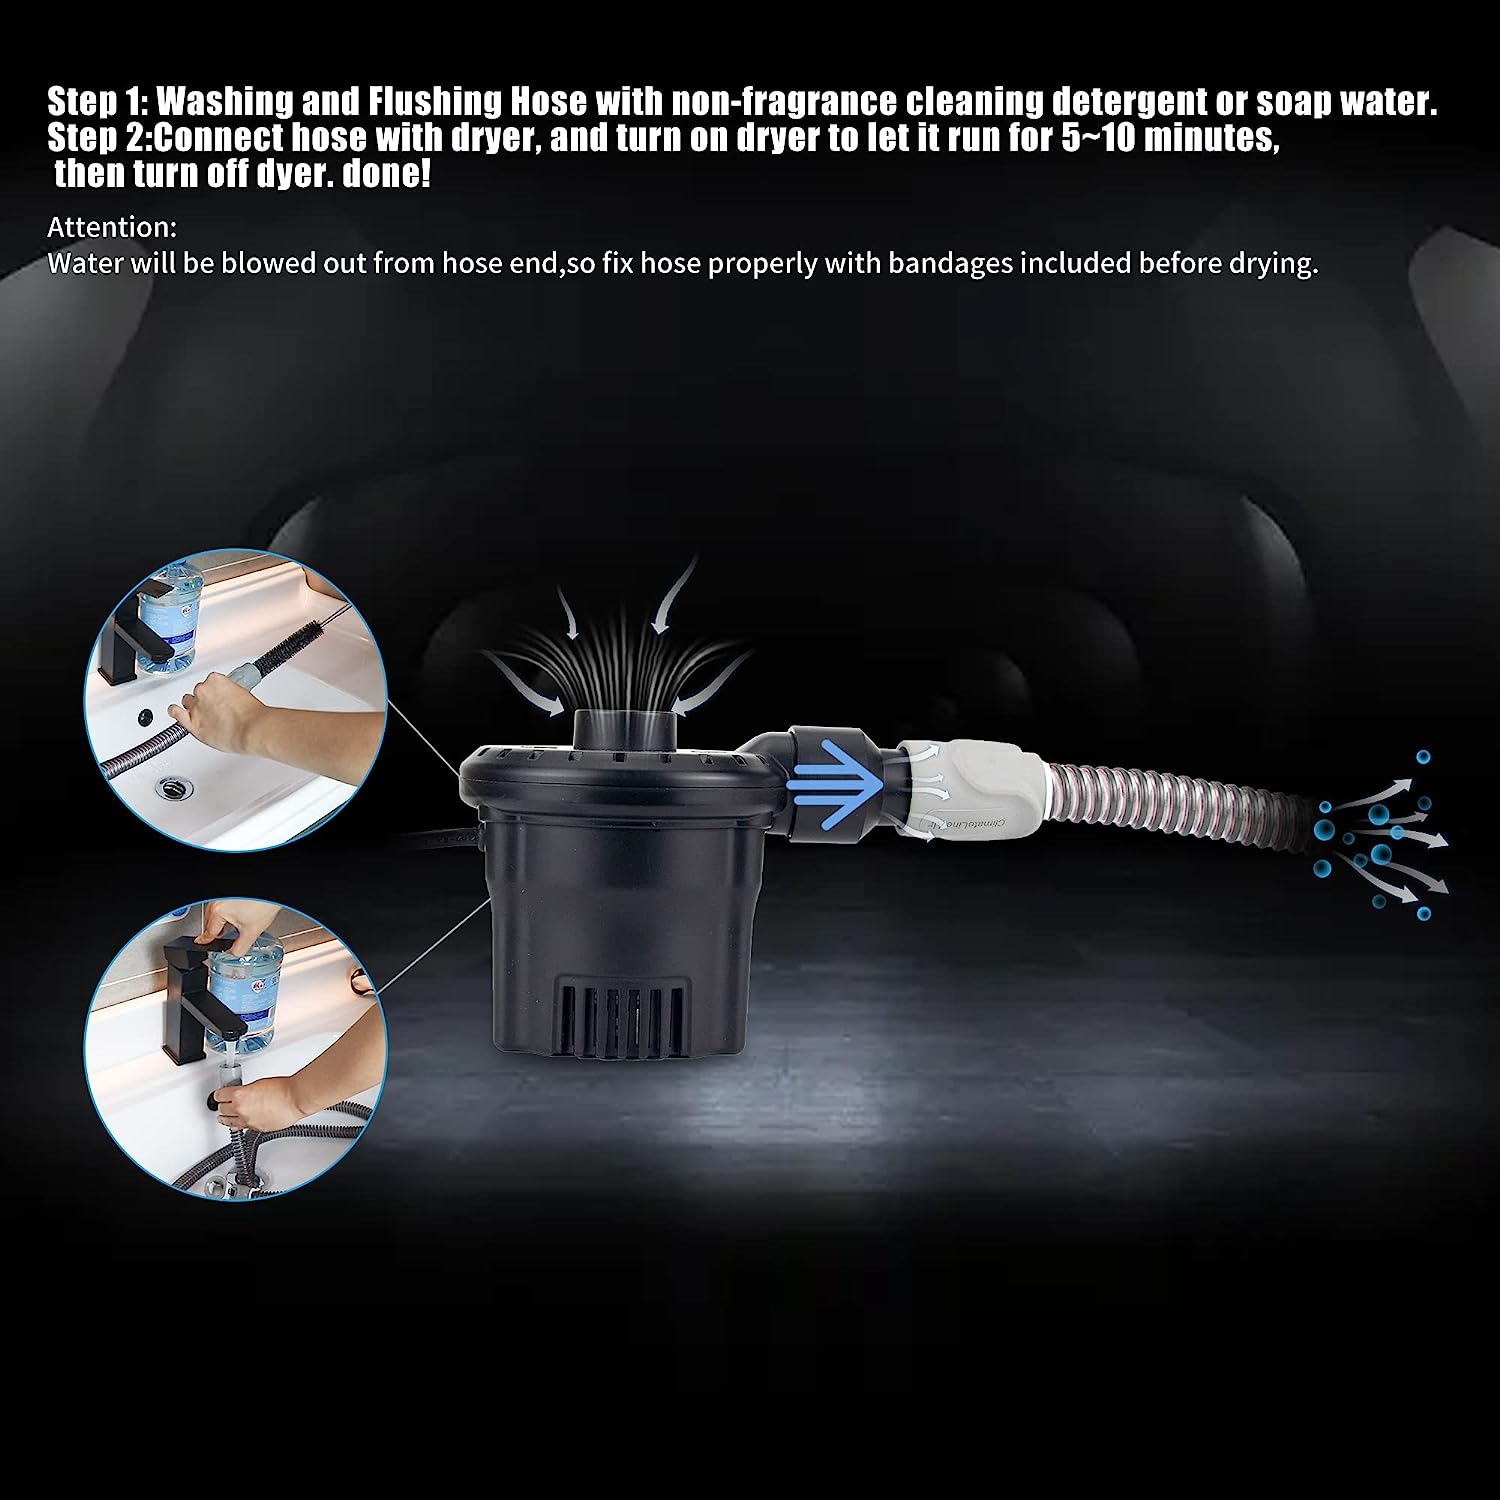 Step 1: Washing and Flushing Hose with non-fragrance cleaning detergent or soap water.
Step 2:Connect hose with dryer, and turn on dryer to let it run for 5~10 minutes,
then turn off dyer. done!
Attention:
Water will be blowed out from hose end,so fix hose properly with bandages included before drying.
ClimateLineAir